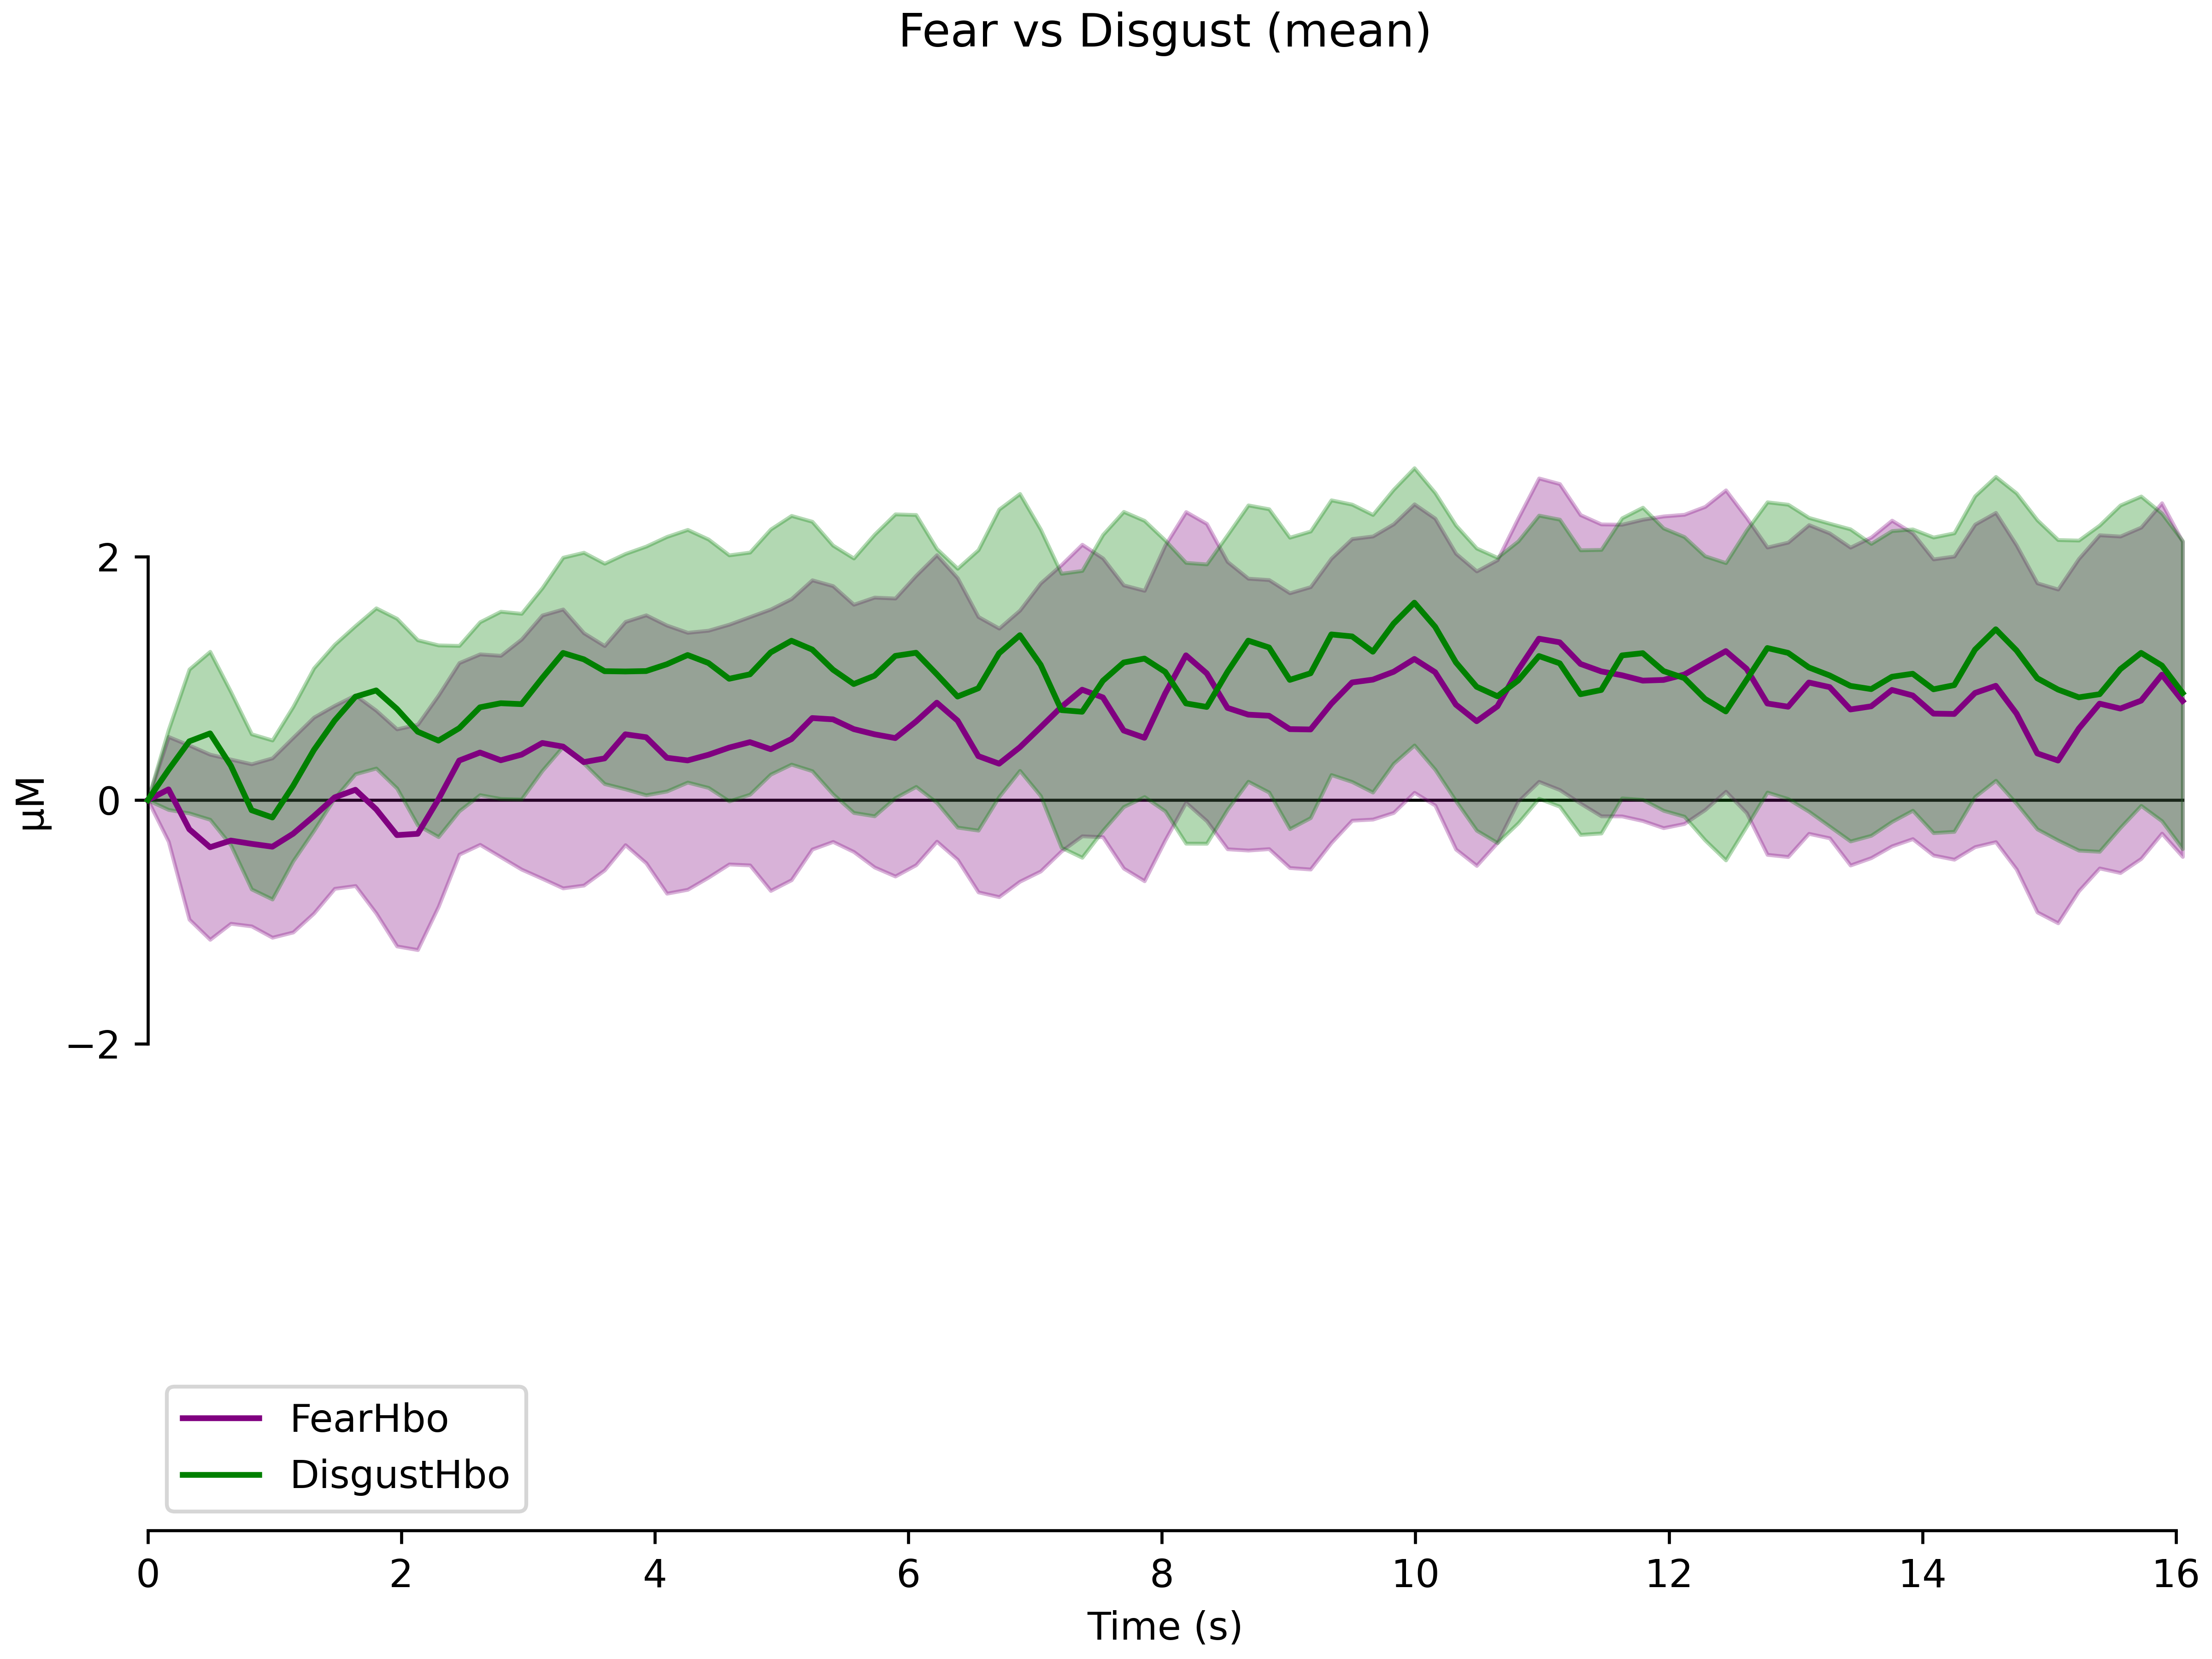 Fear vs Disgust (mean)
µM
2
0
−2
FearHbo
DisgustHbo
0 2 4 6 8 10 12 14 16
Time (s)